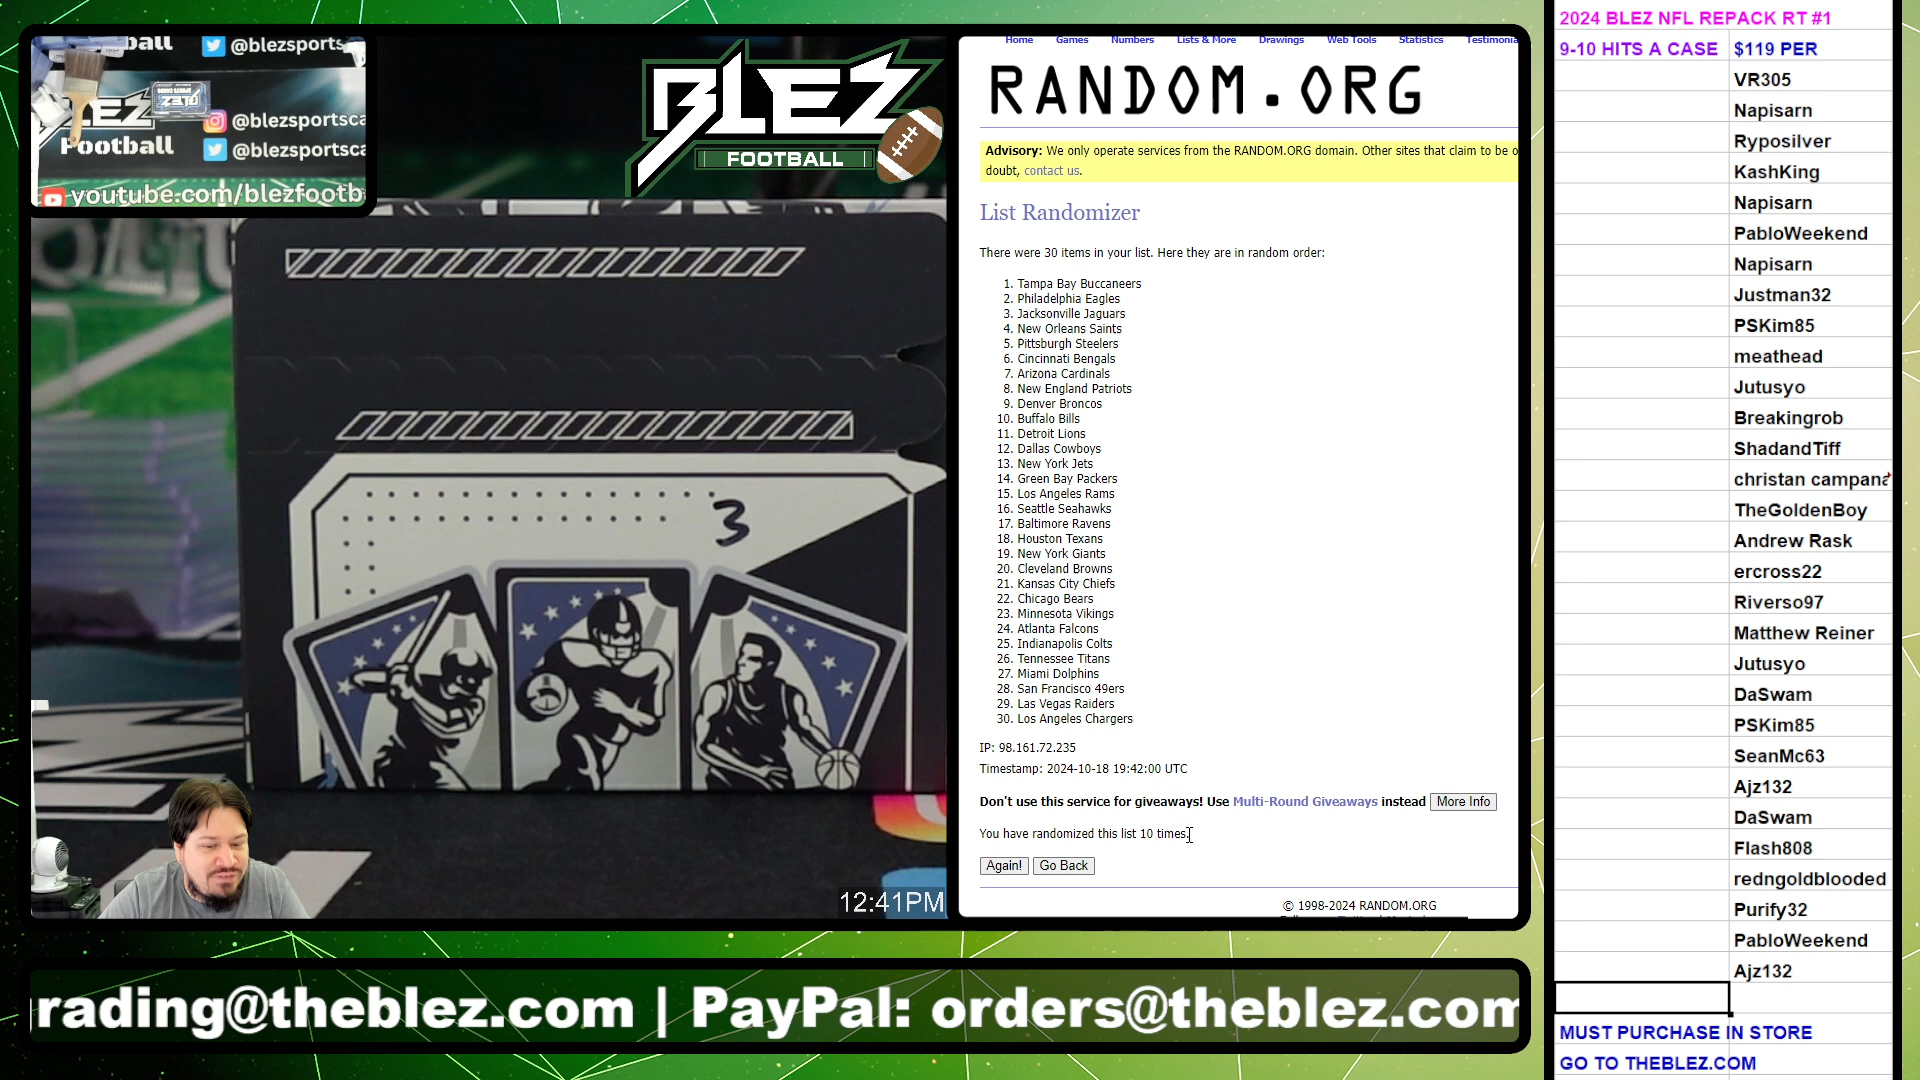 ball
@blezsports
BLEZ
EZ
@blezsportsca
Football
@blezsportsca
youtube.com/blezfootb
BLEZ
FOOTBALL
3
12:41PM
Home Games Numbers Lists & More Drawings Web Tools Statistics Testimonia
RANDOM.ORG
Advisory: We only operate services from the RANDOM.ORG domain. Other sites that claim to be o
doubt, contact us.
List Randomizer
There were 30 items in your list. Here they are in random order:
1. Tampa Bay Buccaneers
2. Philadelphia Eagles
3. Jacksonville Jaguars
4. New Orleans Saints
5. Pittsburgh Steelers
6. Cincinnati Bengals
7. Arizona Cardinals
8. New England Patriots
9. Denver Broncos
10. Buffalo Bills
11. Detroit Lions
12. Dallas Cowboys
13. New York Jets
14. Green Bay Packers
15. Los Angeles Rams
16. Seattle Seahawks
17. Baltimore Ravens
18. Houston Texans
19. New York Giants
20. Cleveland Browns
21. Kansas City Chiefs
22. Chicago Bears
23. Minnesota Vikings
24. Atlanta Falcons
25. Indianapolis Colts
26. Tennessee Titans
27. Miami Dolphins
28. San Francisco 49ers
29. Las Vegas Raiders
30. Los Angeles Chargers
IP: 98.161.72.235
Timestamp: 2024-10-18 19:42:00 UTC
Don't use this service for giveaways! Use Multi-Round Giveaways instead More Info
You have randomized this list 10 times.
Again! Go Back
© 1998-2024 RANDOM.ORG
2024 BLEZ NFL REPACK RT #1
9-10 HITS A CASE $119 PER
VR305
Napisarn
Ryposilver
KashKing
Napisarn
PabloWeekend
Napisarn
Justman32
PSKim85
meathead
Jutusyo
Breakingrob
ShadandTiff
christan campana
TheGoldenBoy
Andrew Rask
ercross22
Riverso97
Matthew Reiner
Jutusyo
DaSwam
PSKim85
SeanMc63
Ajz132
DaSwam
Flash808
redngoldblooded
Purify32
PabloWeekend
Ajz132
MUST PURCHASE IN STORE
GO TO THEBLEZ.COM
rading@theblez.com | PayPal: orders@theblez.com